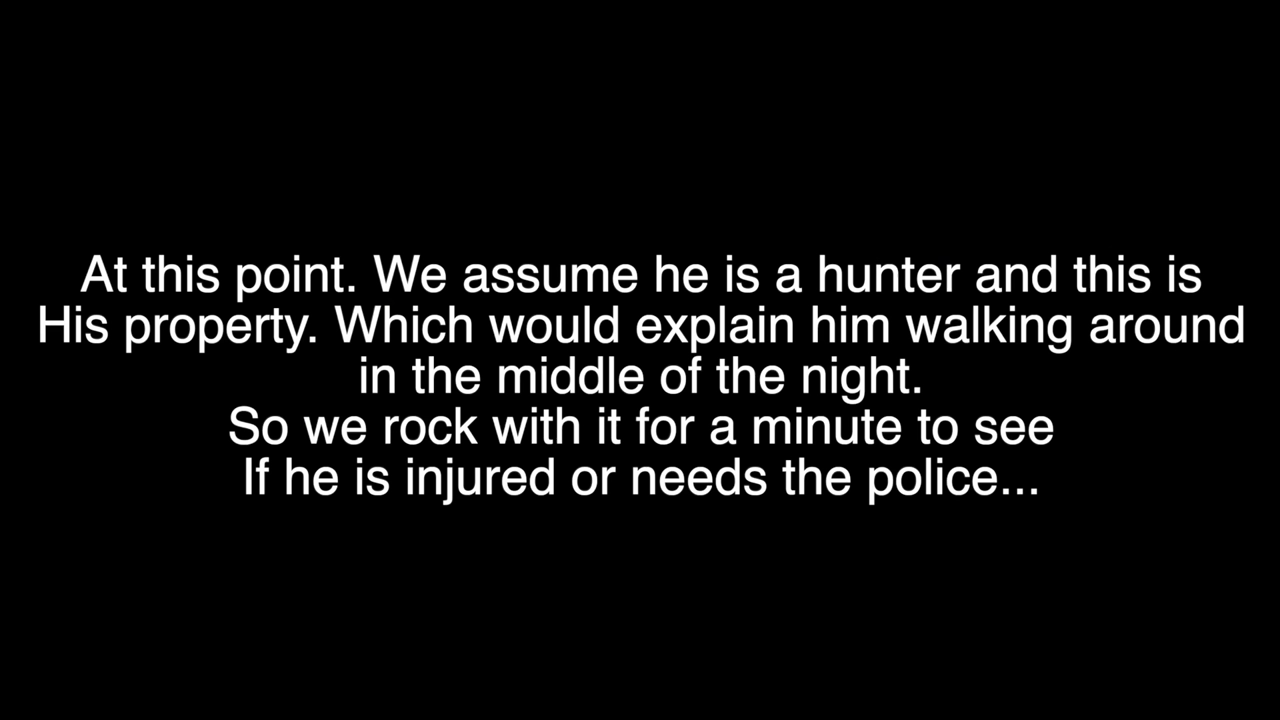 At this point. We assume he is a hunter and this is
His property. Which would explain him walking around
in the middle of the night.
So we rock with it for a minute to see
If he is injured or needs the police...